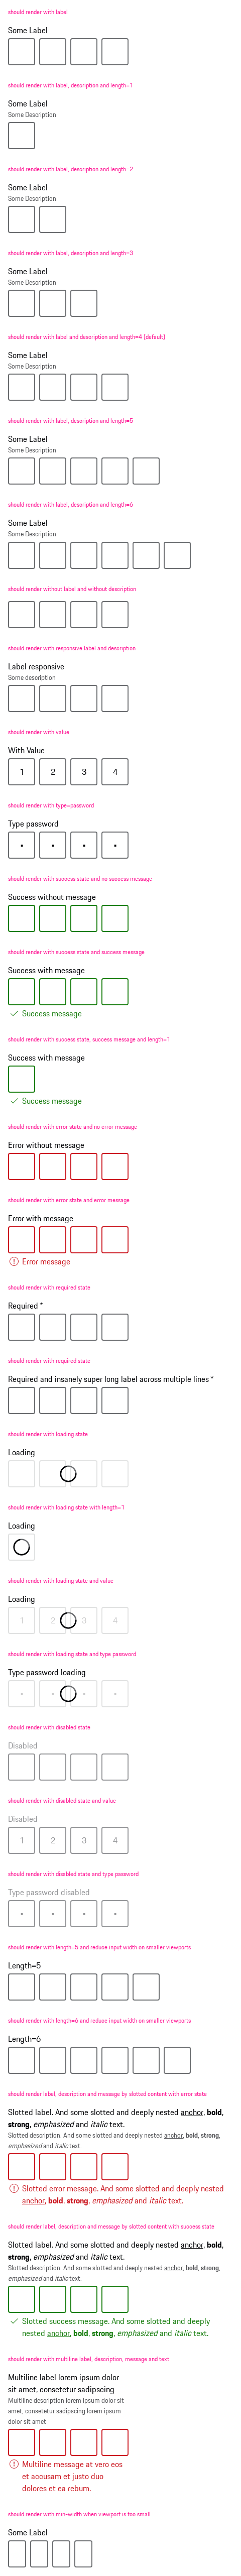 should render with label
Some Label
should render with label, description and length=1
Some Label
Some Description
should render with label, description and length=2
Some Label
Some Description
should render with label, description and length=3
Some Label
Some Description
should render with label and description and length=4 (default)
Some Label
Some Description
should render with label, description and length=5
Some Label
Some Description
should render with label, description and length=6
Some Label
Some Description
should render without label and without description
should render with responsive label and description
Label responsive
Some description
should render with value
With Value
1 2 3 4
should render with type=password
Type password
• • • •
should render with success state and no success message
Success without message
should render with success state and success message
Success with message
Success message
should render with success state, success message and length=1
Success with message
Success message
should render with error state and no error message
Error without message
should render with error state and error message
Error with message
Error message
should render with required state
Required *
should render with required state
Required and insanely super long label across multiple lines *
should render with loading state
Loading
should render with loading state with length=1
Loading
should render with loading state and value
Loading
1 2 3 4
should render with loading state and type password
Type password loading
• • •
should render with disabled state
Disabled
should render with disabled state and value
Disabled
1 2 3 4
should render with disabled state and type password
Type password disabled
• • • •
should render with length=5 and reduce input width on smaller viewports
Length=5
should render with length=6 and reduce input width on smaller viewports
Length=6
should render label, description and message by slotted content with error state
Slotted label. And some slotted and deeply nested anchor, bold,
strong, emphasized and italic text.
Slotted description. And some slotted and deeply nested anchor, bold, strong,
emphasized and italic text.
Slotted error message. And some slotted and deeply nested
anchor, bold, strong, emphasized and italic text.
should render label, description and message by slotted content with success state
Slotted label. And some slotted and deeply nested anchor, bold,
strong, emphasized and italic text.
Slotted description. And some slotted and deeply nested anchor, bold, strong,
emphasized and italic text.
Slotted success message. And some slotted and deeply
nested anchor, bold, strong, emphasized and italic text.
should render with multiline label, description, message and text
Multiline label lorem ipsum dolor
sit amet, consetetur sadipscing
Multiline description lorem ipsum dolor sit
amet, consetetur sadipscing lorem ipsum
dolor sit amet
Multiline message at vero eos
et accusam et justo duo
dolores et ea rebum.
should render with min-width when viewport is too small
Some Label